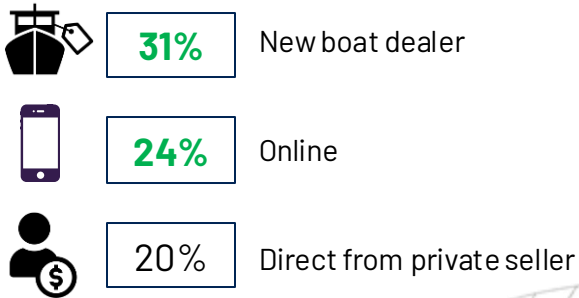 31% New boat dealer
24% Online
20% Direct from private seller
$